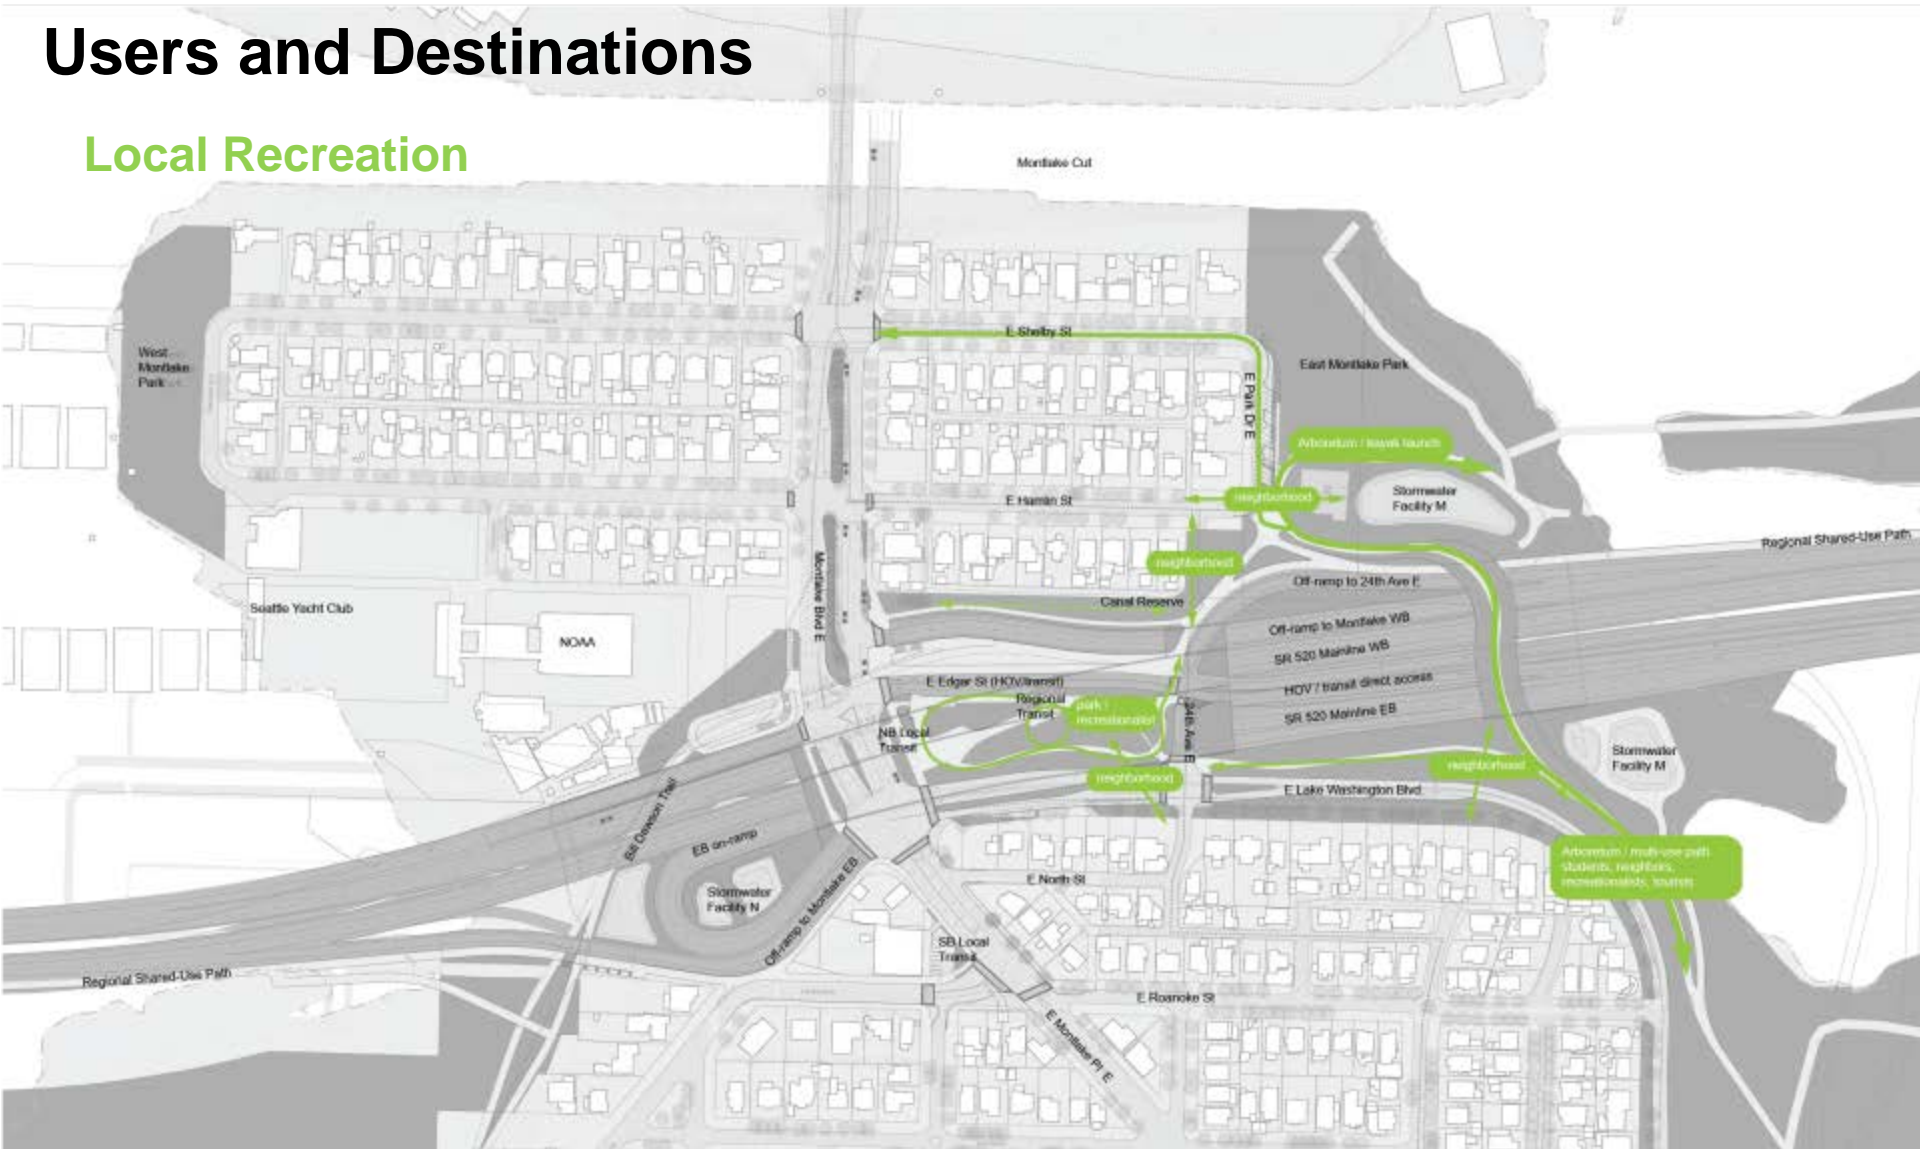 Users and Destinations
Local Recreation
Montlake Cut
E Shelby St
West
Montlake
Park
East Montlake Park
E Park Dr E
Arboretum / kayak launch
neighborhood
Stormwater
Facility M
E Hamlin St
Regional Shared-Use Path
neighborhood
Off-ramp to 24th Ave E
Montlake Blvd E
Canal Reserve
Seattle Yacht Club
NOAA
Off-ramp to Montlake WB
SR 520 Mainline WB
E Edgar St (HOV/transit)
HOV / transit direct access
Regional
Transit
park /
recreationalist
SR 520 Mainline EB
NB Local
Transit
24th Ave E
Stormwater
Facility M
neighborhood
neighborhood
E Lake Washington Blvd
Bill Dawson Trail
EB on-ramp
Arboretum / multi-use path
students, neighbors,
recreationalists, tourists
E North St
Stormwater
Facility N
Off-ramp to Montlake EB
SB Local
Transit
Regional Shared-Use Path
E Roanoke St
E Montlake Pl E